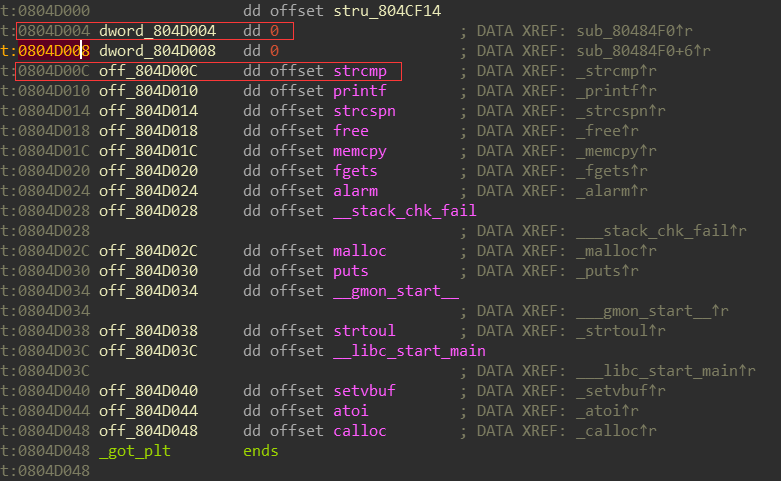 t:0804D000 dd offset stru_804CF14
t:0804D004 dword_804D004 dd 0 ; DATA XREF: sub_80484F0↑r
t:0804D008 dword_804D008 dd 0 ; DATA XREF: sub_80484F0+6↑r
t:0804D00C off_804D00C dd offset strcmp ; DATA XREF: _strcmp↑r
t:0804D010 off_804D010 dd offset printf ; DATA XREF: _printf↑r
t:0804D014 off_804D014 dd offset strcspn ; DATA XREF: _strcspn↑r
t:0804D018 off_804D018 dd offset free ; DATA XREF: _free↑r
t:0804D01C off_804D01C dd offset memcpy ; DATA XREF: _memcpy↑r
t:0804D020 off_804D020 dd offset fgets ; DATA XREF: _fgets↑r
t:0804D024 off_804D024 dd offset alarm ; DATA XREF: _alarm↑r
t:0804D028 off_804D028 dd offset __stack_chk_fail
t:0804D028 ; DATA XREF: ___stack_chk_fail↑r
t:0804D02C off_804D02C dd offset malloc ; DATA XREF: _malloc↑r
t:0804D030 off_804D030 dd offset puts ; DATA XREF: _puts↑r
t:0804D034 off_804D034 dd offset __gmon_start__
t:0804D034 ; DATA XREF: ___gmon_start__↑r
t:0804D038 off_804D038 dd offset strtoul ; DATA XREF: _strtoul↑r
t:0804D03C off_804D03C dd offset __libc_start_main
t:0804D03C ; DATA XREF: ___libc_start_main↑r
t:0804D040 off_804D040 dd offset setvbuf ; DATA XREF: _setvbuf↑r
t:0804D044 off_804D044 dd offset atoi ; DATA XREF: _atoi↑r
t:0804D048 off_804D048 dd offset calloc ; DATA XREF: _calloc↑r
t:0804D048 _got_plt ends
t:0804D048